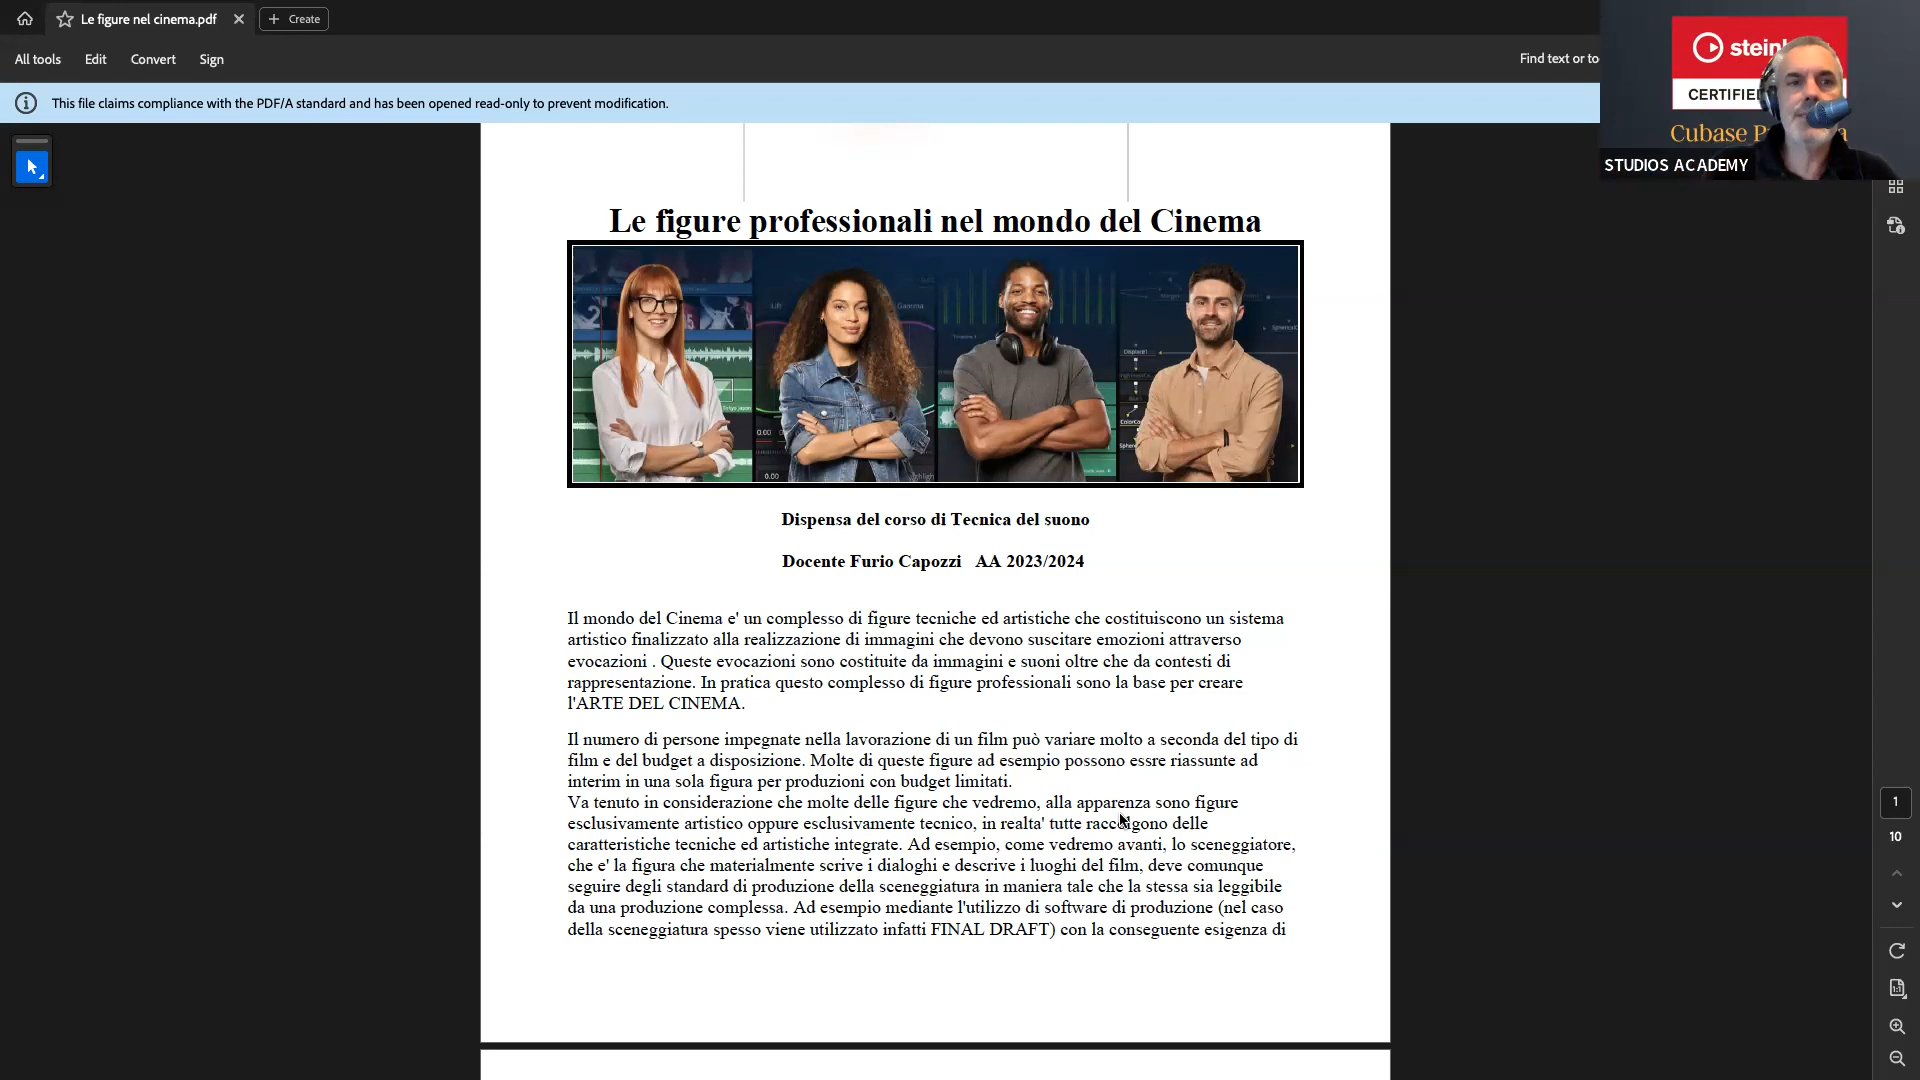 Le figure nel cinema.pdf
Create
All tools Edit Convert Sign
Find text or to
This file claims compliance with the PDF/A standard and has been opened read-only to prevent modification.
CERTIFIED
Cubase
STUDIOS ACADEMY
Le figure professionali nel mondo del Cinema
Lift Gamma
0.00
0.00
Dispensa del corso di Tecnica del suono
Docente Furio Capozzi AA 2023/2024
Il mondo del Cinema e' un complesso di figure tecniche ed artistiche che costituiscono un sistema
artistico finalizzato alla realizzazione di immagini che devono suscitare emozioni attraverso
evocazioni . Queste evocazioni sono costituite da immagini e suoni oltre che da contesti di
rappresentazione. In pratica questo complesso di figure professionali sono la base per creare
l'ARTE DEL CINEMA.
Il numero di persone impegnate nella lavorazione di un film può variare molto a seconda del tipo di
film e del budget a disposizione. Molte di queste figure ad esempio possono essre riassunte ad
interim in una sola figura per produzioni con budget limitati.
Va tenuto in considerazione che molte delle figure che vedremo, alla apparenza sono figure
esclusivamente artistico oppure esclusivamente tecnico, in realta' tutte raccolgono delle
caratteristiche tecniche ed artistiche integrate. Ad esempio, come vedremo avanti, lo sceneggiatore,
che e' la figura che materialmente scrive i dialoghi e descrive i luoghi del film, deve comunque
seguire degli standard di produzione della sceneggiatura in maniera tale che la stessa sia leggibile
da una produzione complessa. Ad esempio mediante l'utilizzo di software di produzione (nel caso
della sceneggiatura spesso viene utilizzato infatti FINAL DRAFT) con la conseguente esigenza di
1
10